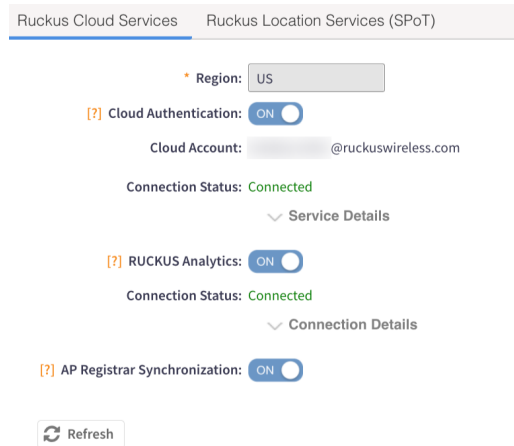 Ruckus Cloud Services Ruckus Location Services (SPoT)
* Region: US
[?] Cloud Authentication: ON
Cloud Account: @ruckuswireless.com
Connection Status: Connected
Service Details
[?] RUCKUS Analytics: ON
Connection Status: Connected
Connection Details
[?] AP Registrar Synchronization: ON
Refresh